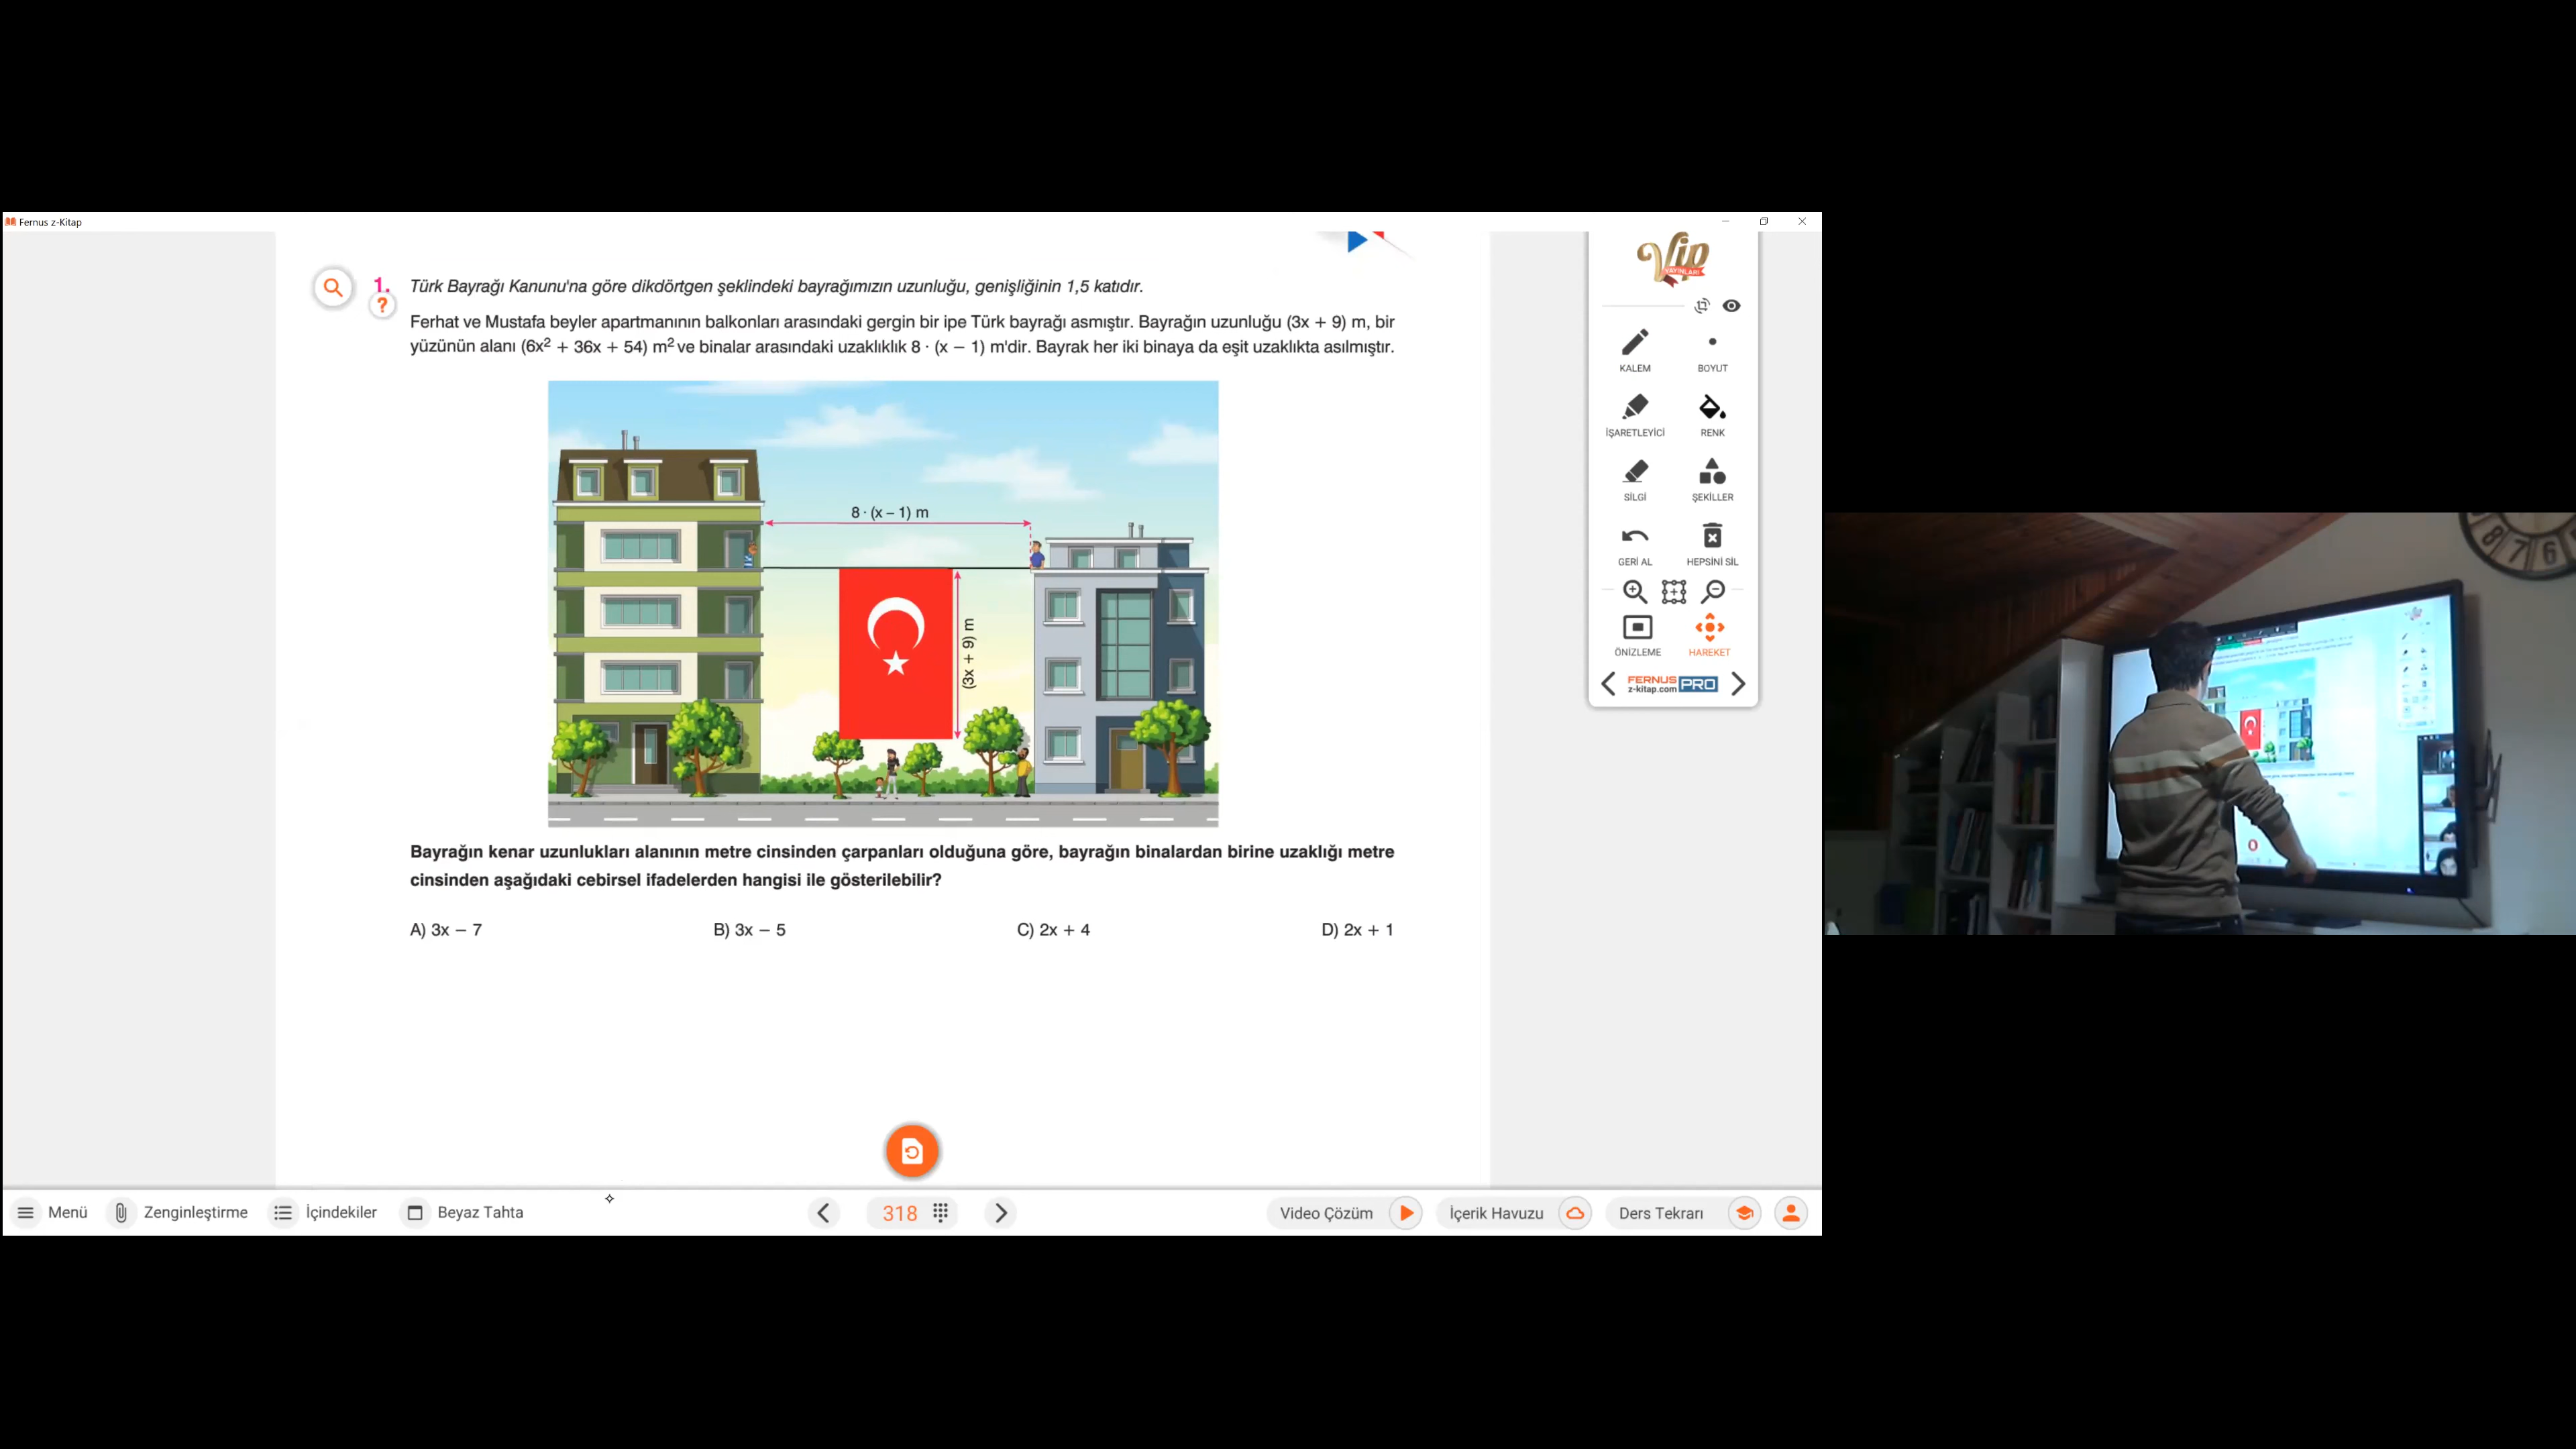 Fernus z-Kitap
1.
?
Türk Bayrağı Kanunu'na göre dikdörtgen şeklindeki bayrağımızın uzunluğu, genişliğinin 1,5 katıdır.
Ferhat ve Mustafa beyler apartmanının balkonları arasındaki gergin bir ipe Türk bayrağı asmıştır. Bayrağın uzunluğu (3x + 9) m, bir
yüzünün alanı (6x² + 36x + 54) m² ve binalar arasındaki uzaklıklık 8 · (x – 1) m'dir. Bayrak her iki binaya da eşit uzaklıkta asılmıştır.
8 · (x – 1) m
(3x + 9) m
Bayrağın kenar uzunlukları alanının metre cinsinden çarpanları olduğuna göre, bayrağın binalardan birine uzaklığı metre
cinsinden aşağıdaki cebirsel ifadelerden hangisi ile gösterilebilir?
A) 3x – 7
B) 3x – 5
C) 2x + 4
D) 2x + 1
Vip
YAYINLARI
KALEM
BOYUT
İŞARETLEYİCİ
RENK
SİLGİ
ŞEKİLLER
GERİ AL
HEPSİNİ SİL
ÖNİZLEME
HAREKET
FERNUS
z-kitap.com
PRO
8 7 6
Menü
Zenginleştirme
İçindekiler
Beyaz Tahta
318
Video Çözüm
İçerik Havuzu
Ders Tekrarı